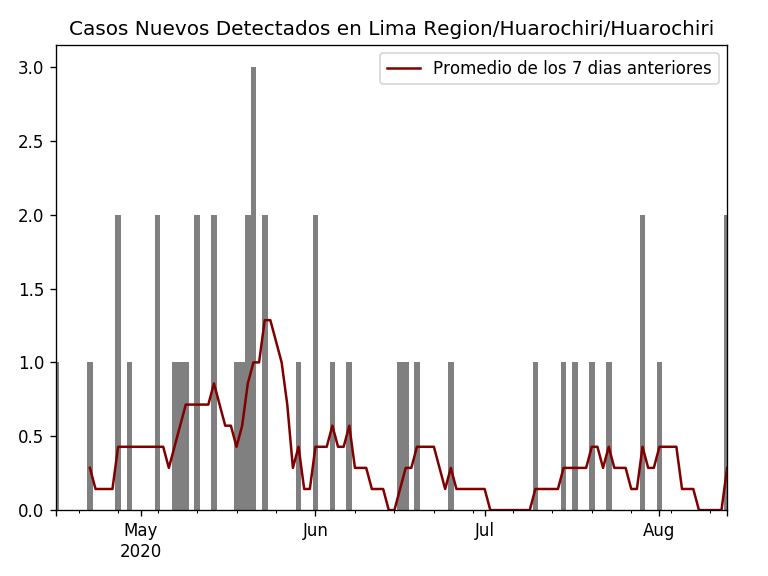 Casos Nuevos Detectados en Lima Region/Huarochiri/Huarochiri
Promedio de los 7 dias anteriores
3.0
2.5
2.0
1.5
1.0
0.5
0.0
May Jun Jul Aug
2020